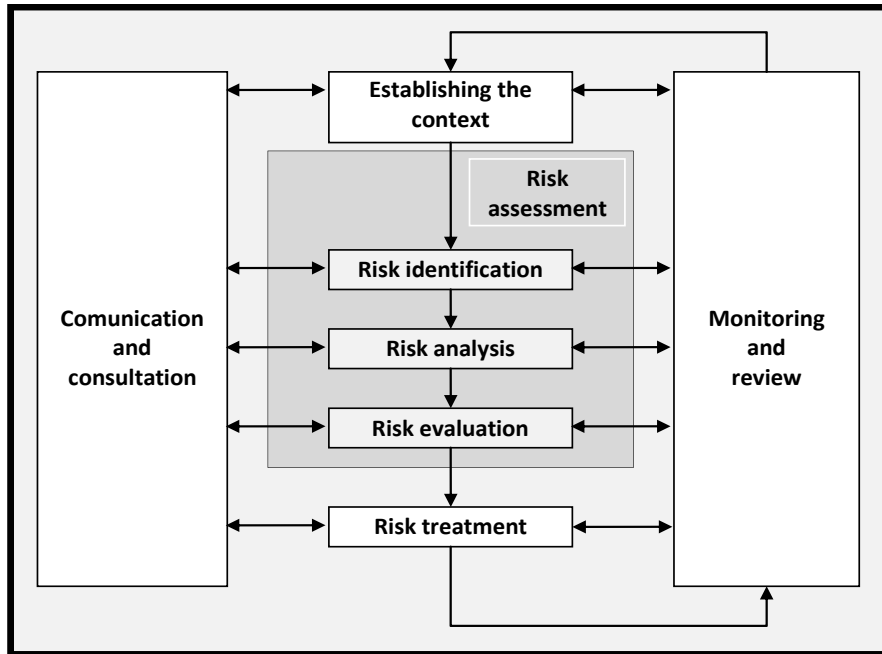 Establishing the
context
Risk
assessment
Risk identification
Comunication
and
consultation
Risk analysis
Monitoring
and
review
Risk evaluation
Risk treatment